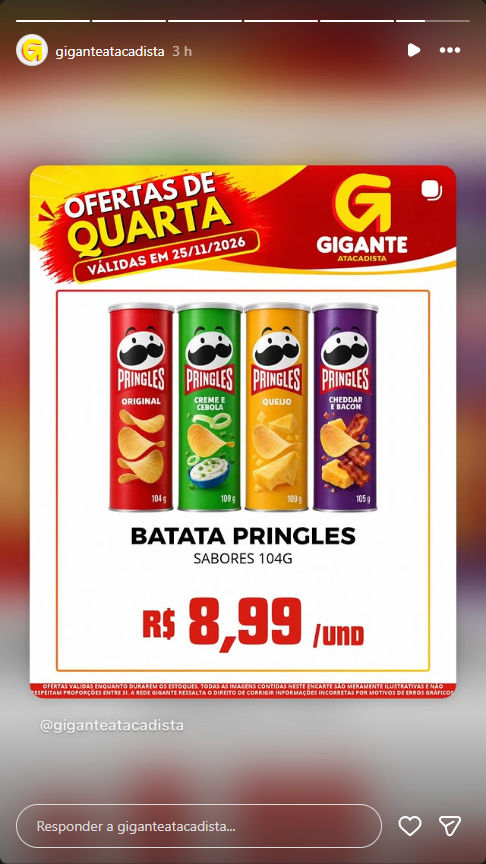 giganteatacadista 3 h
OFERTAS DE
QUARTA
VÁLIDAS EM 25/11/2026
G
GIGANTE
ATACADISTA
PRINGLES
ORIGINAL
104 g
PRINGLES
CREME E
CEBOLA
109 g
PRINGLES
QUEIJO
109 g
PRINGLES
CHEDDAR
E BACON
105 g
BATATA PRINGLES
SABORES 104G
R$ 8,99 /UND
OFERTAS VALIDAS ENQUANTO DURAREM OS ESTOQUES. TODAS AS IMAGENS CONTIDAS NESTE ENCARTE SÃO MERAMENTE ILUSTRATIVAS E NÃO
RESPEITAM PROPORÇÕES ENTRE SI. A REDE GIGANTE RESSALTA O DIREITO DE CORRIGIR INFORMAÇÕES INCORRETAS POR MOTIVOS DE ERROS GRÁFICOS
@giganteatacadista
Responder a giganteatacadista...